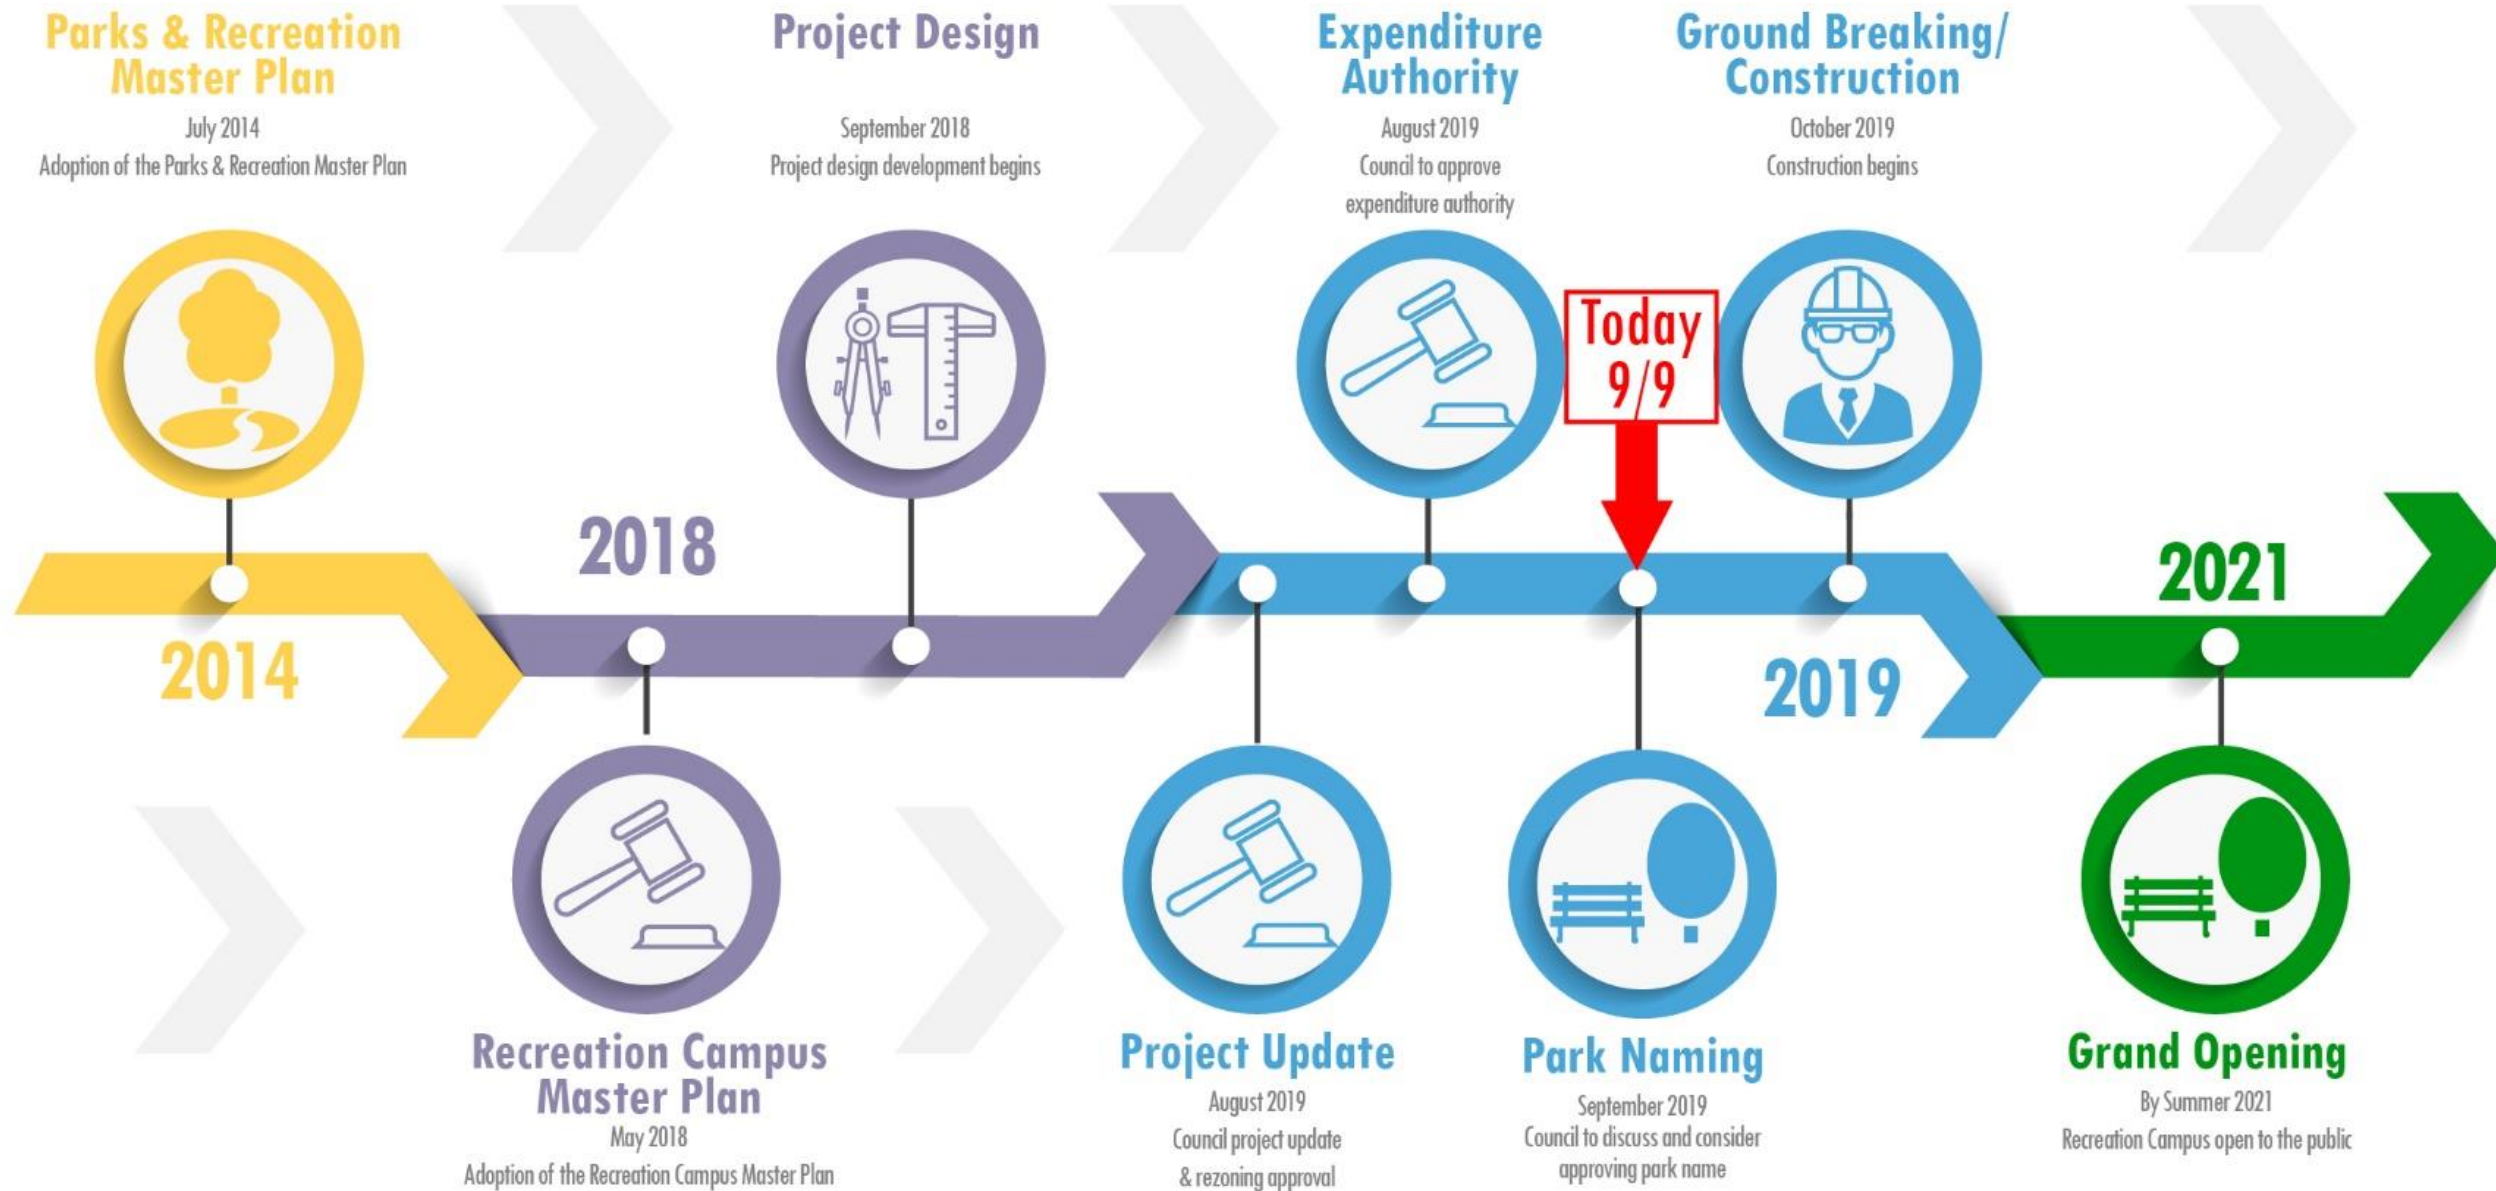 Parks & Recreation
Master Plan
July 2014
Adoption of the Parks & Recreation Master Plan
Project Design
September 2018
Project design development begins
Expenditure
Authority
August 2019
Council to approve
expenditure authority
Ground Breaking/
Construction
October 2019
Construction begins
Today
9/9
2014
2018
2019
2021
Recreation Campus
Master Plan
May 2018
Adoption of the Recreation Campus Master Plan
Project Update
August 2019
Council project update
& rezoning approval
Park Naming
September 2019
Council to discuss and consider
approving park name
Grand Opening
By Summer 2021
Recreation Campus open to the public